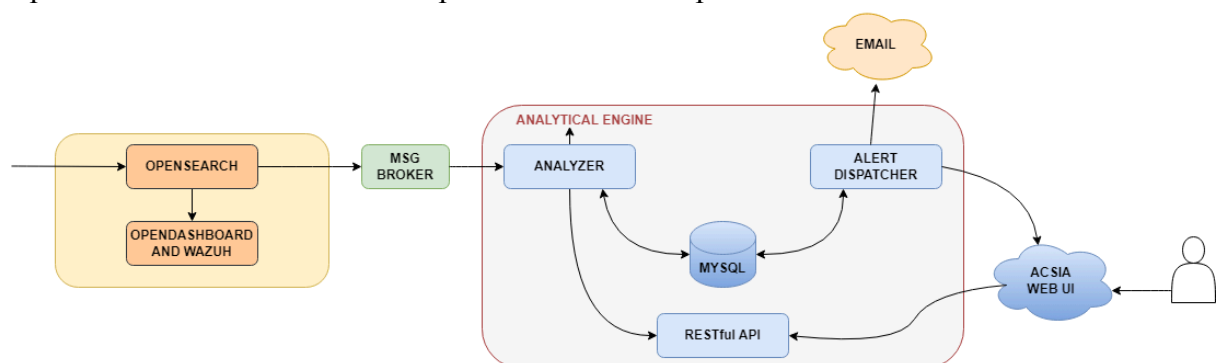 EMAIL
ANALYTICAL ENGINE
OPENSEARCH
MSG
BROKER
ANALYZER
ALERT
DISPATCHER
OPENDASHBOARD
AND WAZUH
MYSQL
ACSIA
WEB UI
RESTful API